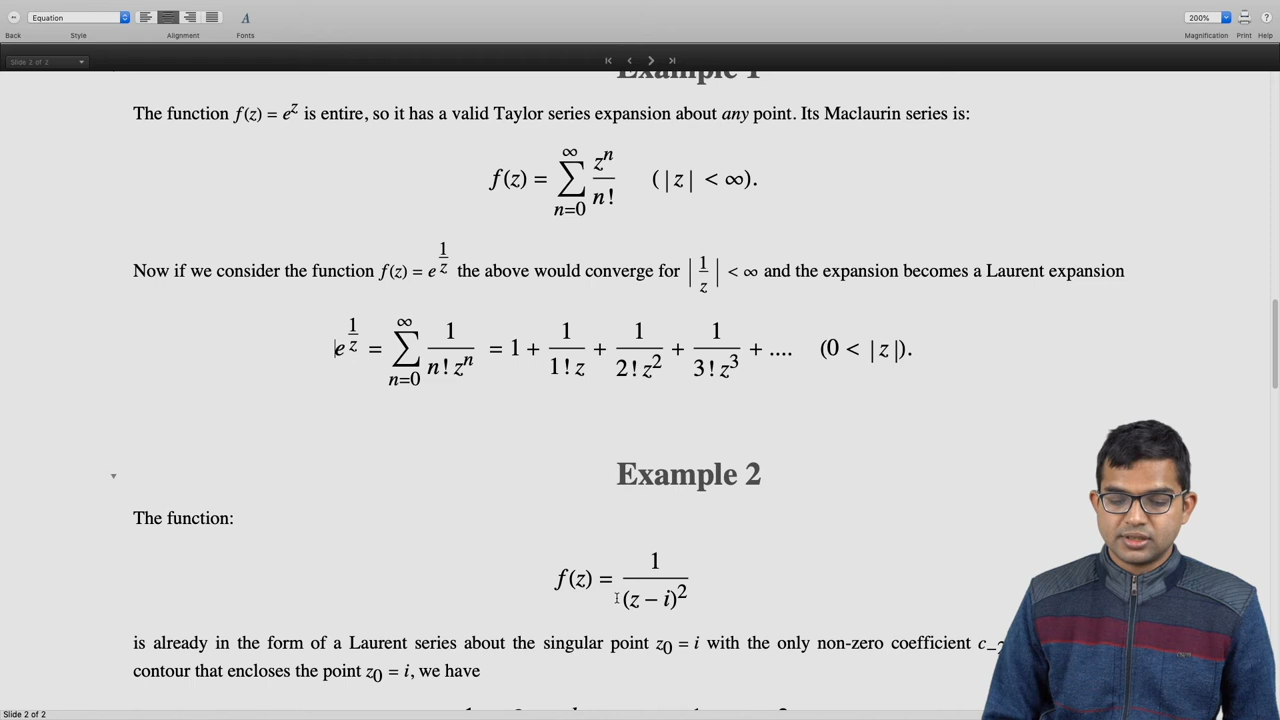 Equation
200%
Back
Style
Alignment
Fonts
Magnification
Print
Help
Slide 2 of 2
Example 1
The function f(z) = e^z is entire, so it has a valid Taylor series expansion about any point. Its Maclaurin series is:
f(z) = ∑_{n=0}^{∞} z^n / n! ( | z | < ∞).
Now if we consider the function f(z) = e^{1/z} the above would converge for | 1/z | < ∞ and the expansion becomes a Laurent expansion
e^{1/z} = ∑_{n=0}^{∞} 1 / (n! z^n) = 1 + 1/(1! z) + 1/(2! z^2) + 1/(3! z^3) + .... (0 < | z |).
Example 2
The function:
f(z) = 1 / (z − i)^2
is already in the form of a Laurent series about the singular point z_0 = i with the only non-zero coefficient c_{−2}
contour that encloses the point z_0 = i, we have
Slide 2 of 2